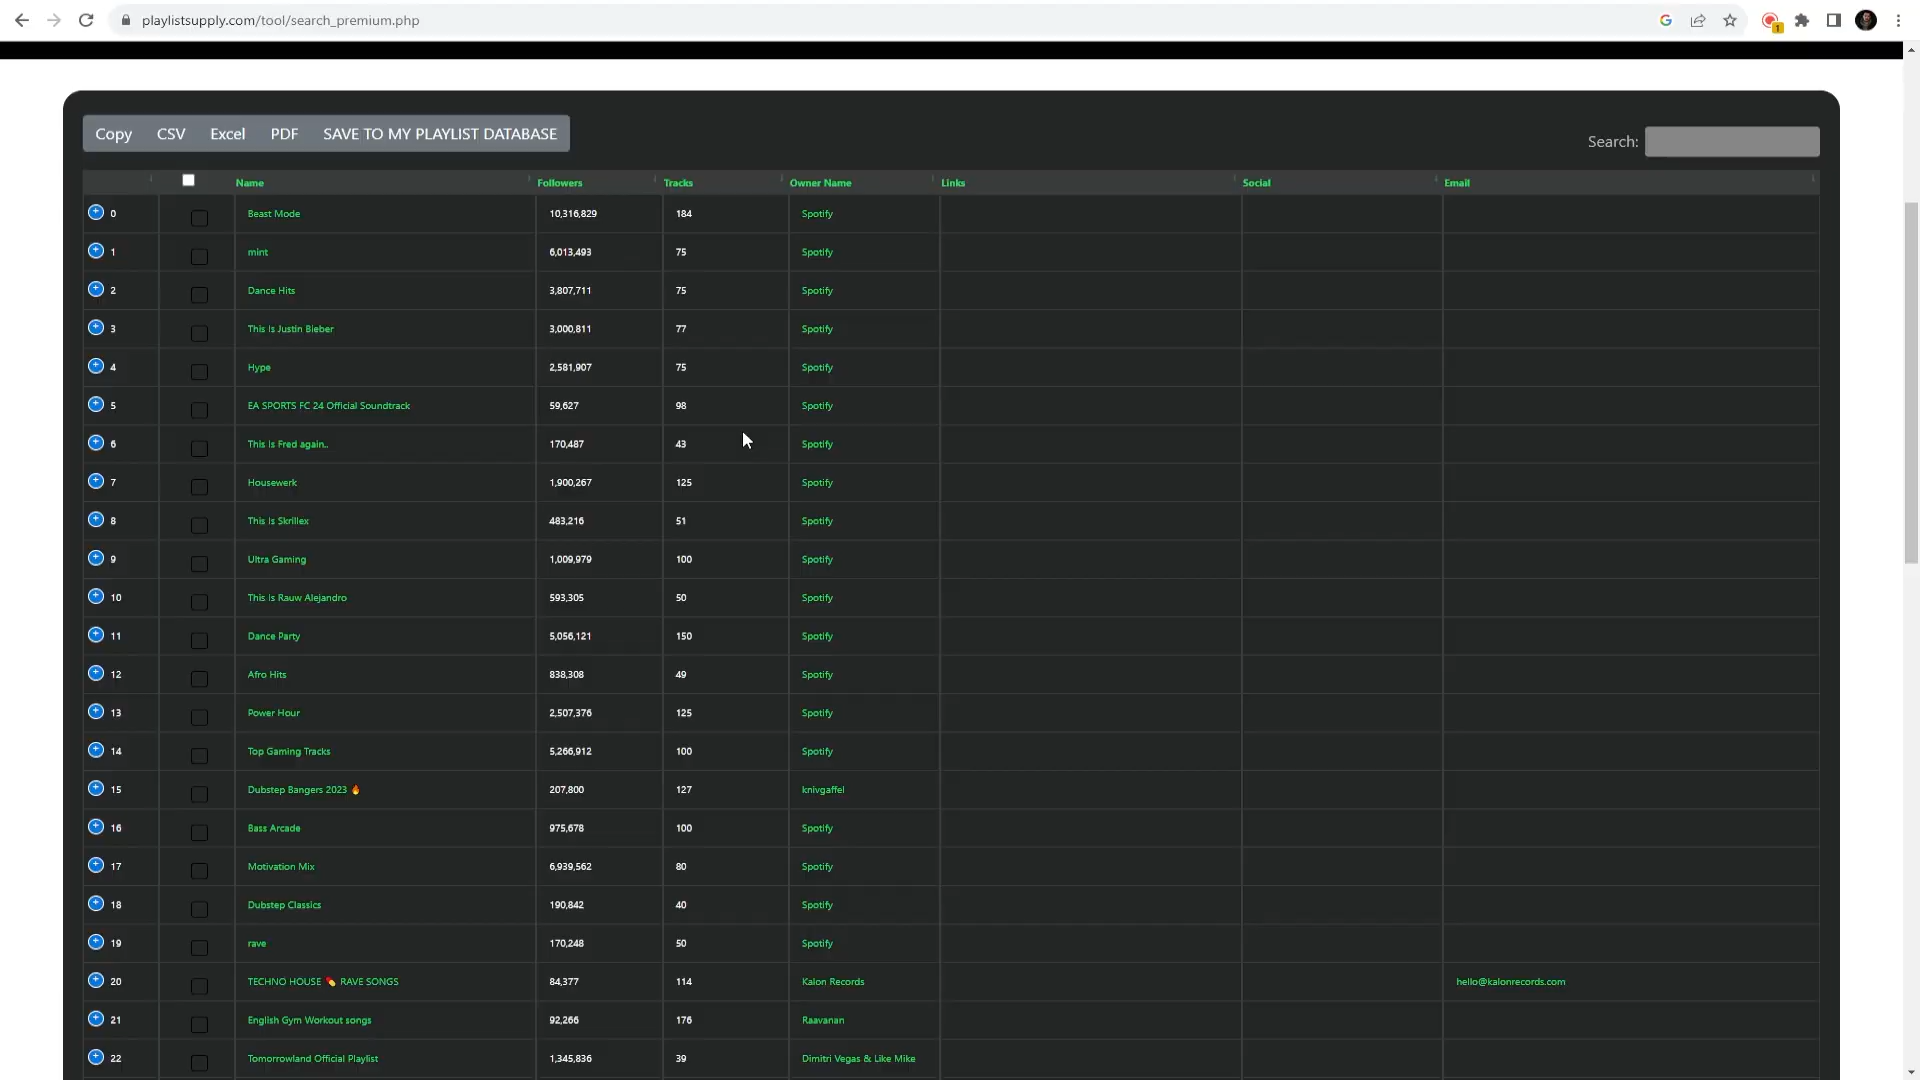 playlistsupply.com/tool/search_premium.php
1
Copy CSV Excel PDF SAVE TO MY PLAYLIST DATABASE
Search:
Name Followers Tracks Owner Name Links Social Email
0 Beast Mode 10,316,829 184 Spotify
1 mint 6,013,493 75 Spotify
2 Dance Hits 3,807,711 75 Spotify
3 This Is Justin Bieber 3,000,811 77 Spotify
4 Hype 2,581,907 75 Spotify
5 EA SPORTS FC 24 Official Soundtrack 59,627 98 Spotify
6 This Is Fred again.. 170,487 43 Spotify
7 Housewerk 1,900,267 125 Spotify
8 This Is Skrillex 483,216 51 Spotify
9 Ultra Gaming 1,009,979 100 Spotify
10 This Is Rauw Alejandro 593,305 50 Spotify
11 Dance Party 5,056,121 150 Spotify
12 Afro Hits 838,308 49 Spotify
13 Power Hour 2,507,376 125 Spotify
14 Top Gaming Tracks 5,266,912 100 Spotify
15 Dubstep Bangers 2023 🔥 207,800 127 knivgaffel
16 Bass Arcade 975,678 100 Spotify
17 Motivation Mix 6,939,562 80 Spotify
18 Dubstep Classics 190,842 40 Spotify
19 rave 170,248 50 Spotify
20 TECHNO HOUSE 💊 RAVE SONGS 84,377 114 Kalon Records hello@kalonrecords.com
21 English Gym Workout songs 92,266 176 Raavanan
22 Tomorrowland Official Playlist 1,345,836 39 Dimitri Vegas & Like Mike